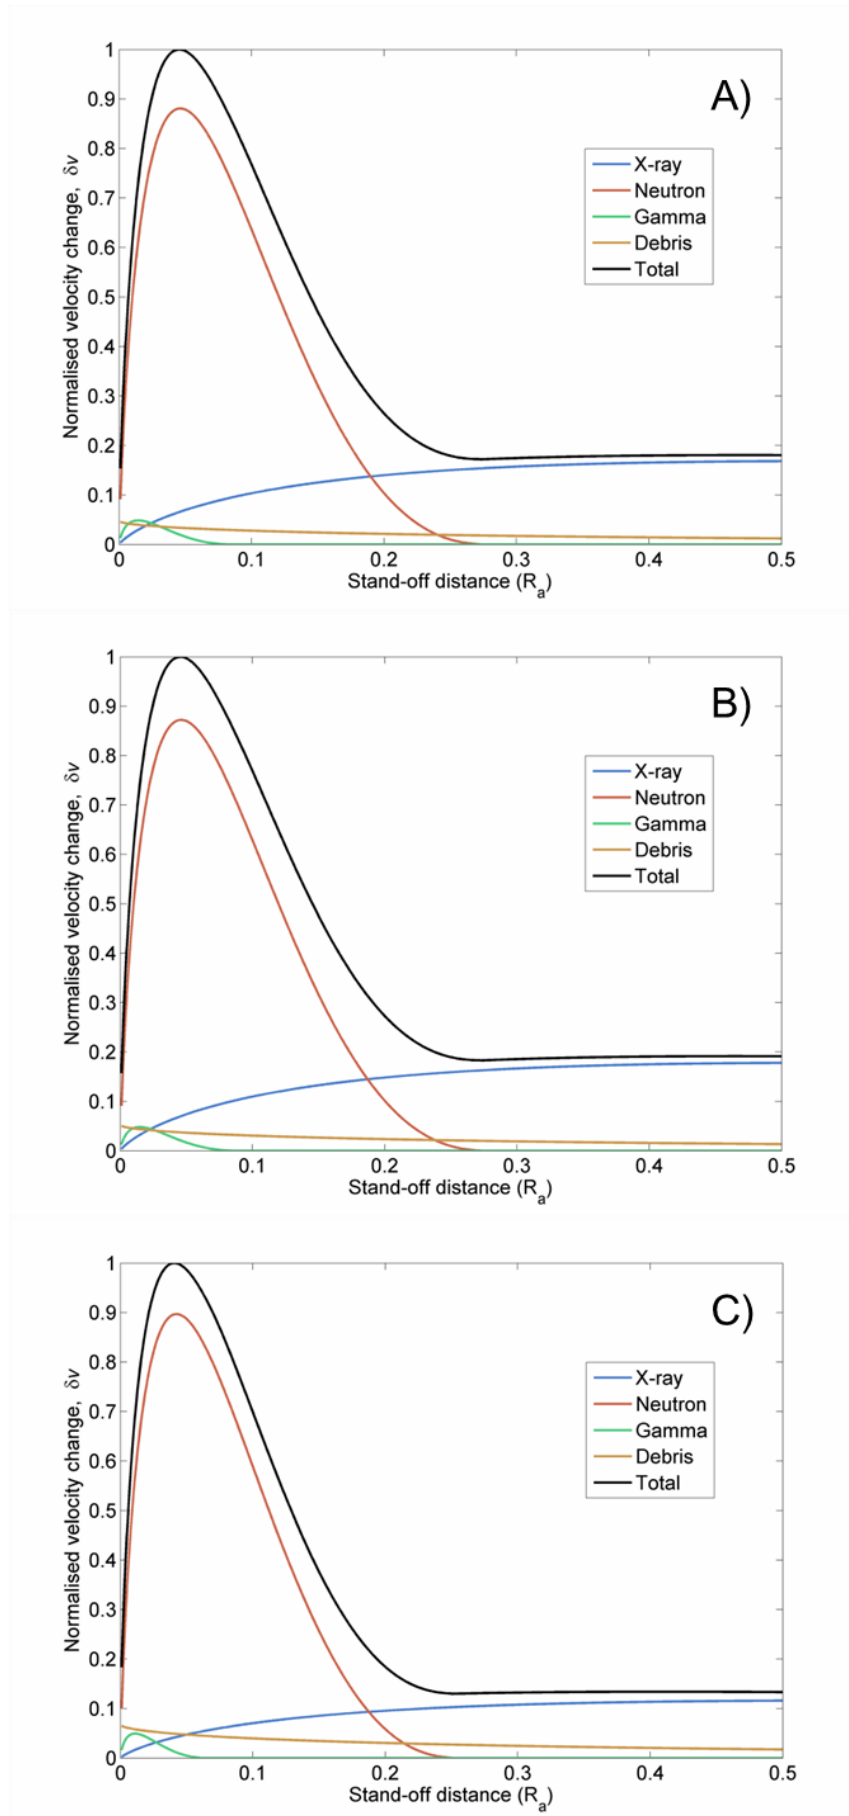 A)
1
0.9
0.8
0.7
0.6
0.5
0.4
0.3
0.2
0.1
0
Normalised velocity change, δv
X-ray
Neutron
Gamma
Debris
Total
0 0.1 0.2 0.3 0.4 0.5
Stand-off distance (Ra)
B)
1
0.9
0.8
0.7
0.6
0.5
0.4
0.3
0.2
0.1
0
Normalised velocity change, δv
X-ray
Neutron
Gamma
Debris
Total
0 0.1 0.2 0.3 0.4 0.5
Stand-off distance (Ra)
C)
1
0.9
0.8
0.7
0.6
0.5
0.4
0.3
0.2
0.1
0
Normalised velocity change, δv
X-ray
Neutron
Gamma
Debris
Total
0 0.1 0.2 0.3 0.4 0.5
Stand-off distance (Ra)